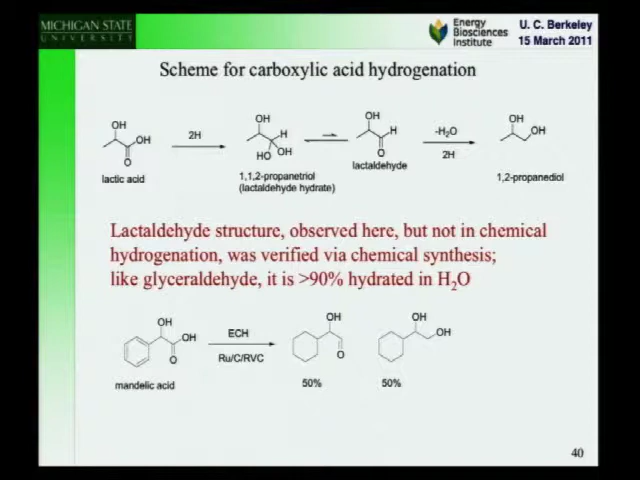 MICHIGAN STATE
UNIVERSITY
Energy
Biosciences
Institute
U. C. Berkeley
15 March 2011
Scheme for carboxylic acid hydrogenation
OH
OH
O
lactic acid
2H
OH
H
OH
HO
1,1,2-propanetriol
(lactaldehyde hydrate)
OH
H
O
lactaldehyde
-H₂O
2H
OH
OH
1,2-propanediol
Lactaldehyde structure, observed here, but not in chemical
hydrogenation, was verified via chemical synthesis;
like glyceraldehyde, it is >90% hydrated in H₂O
OH
OH
O
mandelic acid
ECH
Ru/C/RVC
OH
O
50%
OH
OH
50%
40